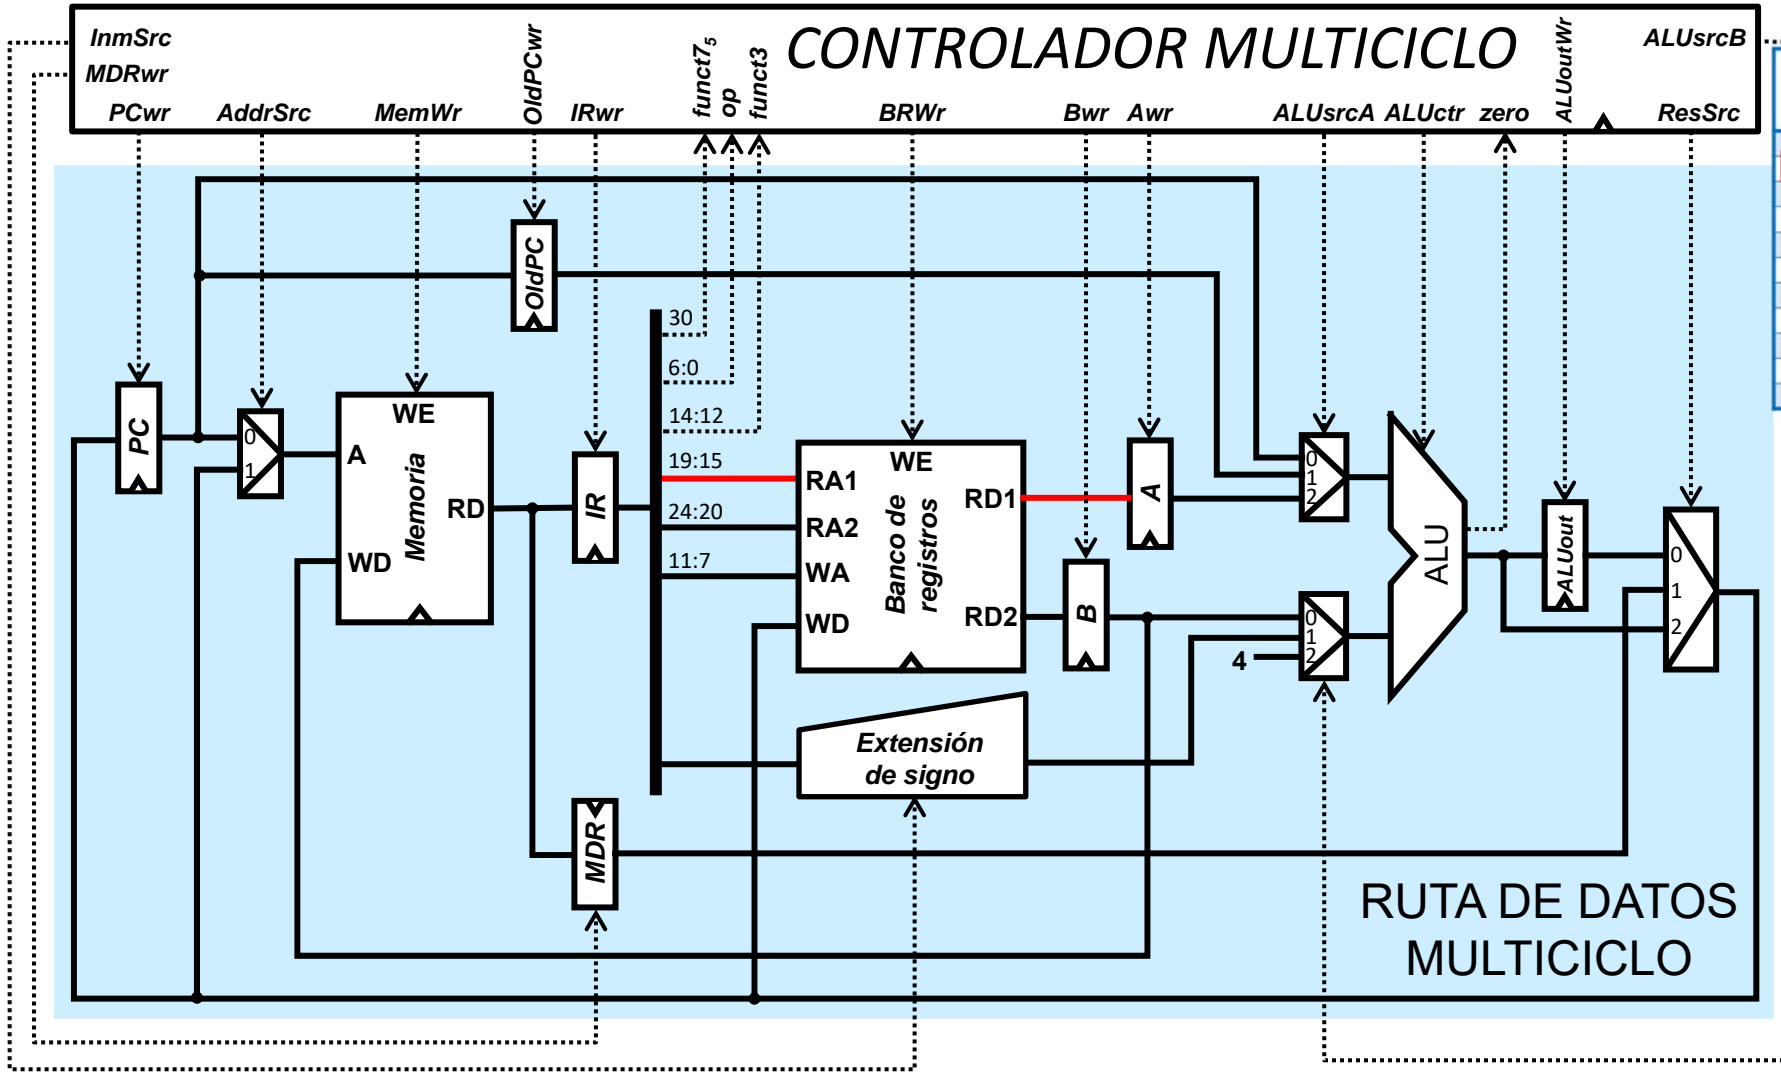 CONTROLADOR MULTICICLO
InmSrc
MDRwr
PCwr
AddrSrc
MemWr
OldPCwr
IRwr
funct7₅
op
funct3
BRWr
Bwr
Awr
ALUsrcA
ALUctr
zero
ALUoutWr
ALUsrcB
ResSrc
OldPC
30
6:0
14:12
19:15
24:20
11:7
PC
0
1
WE
A
Memoria
RD
WD
IR
WE
RA1
RA2
WA
WD
Banco de
registros
RD1
RD2
A
B
0
1
2
0
1
2
4
ALU
ALUout
0
1
2
Extensión
de signo
MDR
RUTA DE DATOS
MULTICICLO